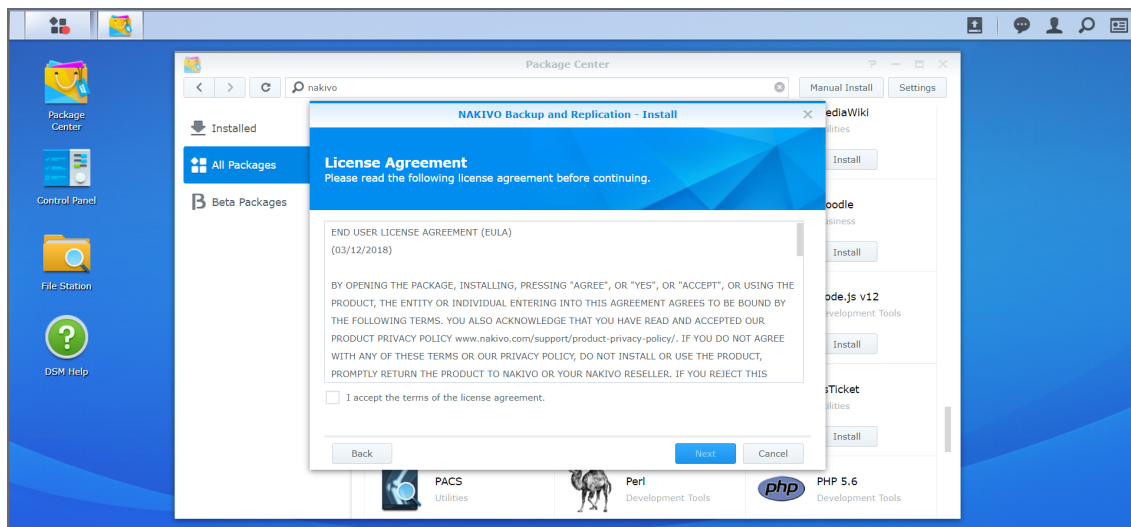 Package Center
nakivo
Manual Install
Settings
Package
Center
Control Panel
File Station
DSM Help
Installed
All Packages
Beta Packages
NAKIVO Backup and Replication - Install
License Agreement
Please read the following license agreement before continuing.
END USER LICENSE AGREEMENT (EULA)
(03/12/2018)
BY OPENING THE PACKAGE, INSTALLING, PRESSING "AGREE", OR "YES", OR "ACCEPT", OR USING THE
PRODUCT, THE ENTITY OR INDIVIDUAL ENTERING INTO THIS AGREEMENT AGREES TO BE BOUND BY
THE FOLLOWING TERMS. YOU ALSO ACKNOWLEDGE THAT YOU HAVE READ AND ACCEPTED OUR
PRODUCT PRIVACY POLICY www.nakivo.com/support/product-privacy-policy/. IF YOU DO NOT AGREE
WITH ANY OF THESE TERMS OR OUR PRIVACY POLICY, DO NOT INSTALL OR USE THE PRODUCT,
PROMPTLY RETURN THE PRODUCT TO NAKIVO OR YOUR NAKIVO RESELLER. IF YOU REJECT THIS
I accept the terms of the license agreement.
Back
Next
Cancel
ediaWiki
ilities
Install
oodle
usiness
Install
ode.js v12
evelopment Tools
Install
sTicket
ilities
Install
PACS
Utilities
Perl
Development Tools
php
PHP 5.6
Development Tools